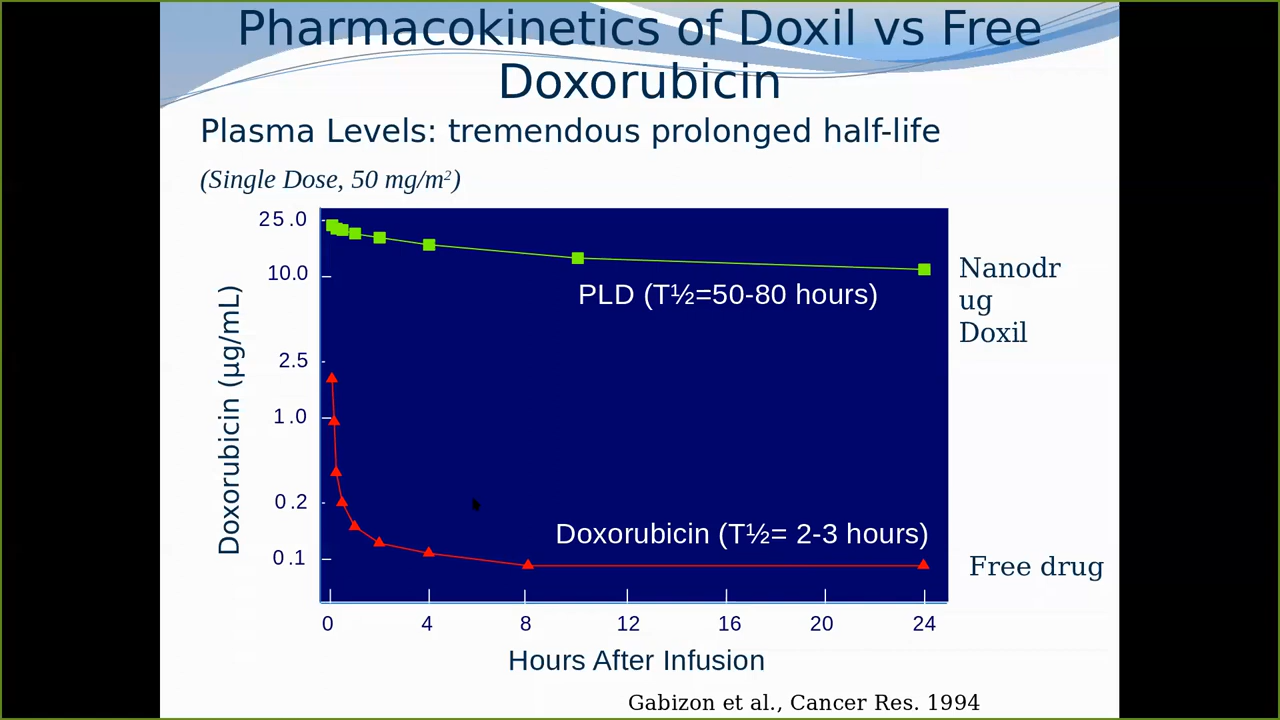 Pharmacokinetics of Doxil vs Free
Doxorubicin
Plasma Levels: tremendous prolonged half-life
(Single Dose, 50 mg/m²)
25.0
10.0
2.5
1.0
0.2
0.1
Doxorubicin (µg/mL)
PLD (T½=50-80 hours)
Doxorubicin (T½= 2-3 hours)
Nanodr
ug
Doxil
Free drug
0 4 8 12 16 20 24
Hours After Infusion
Gabizon et al., Cancer Res. 1994